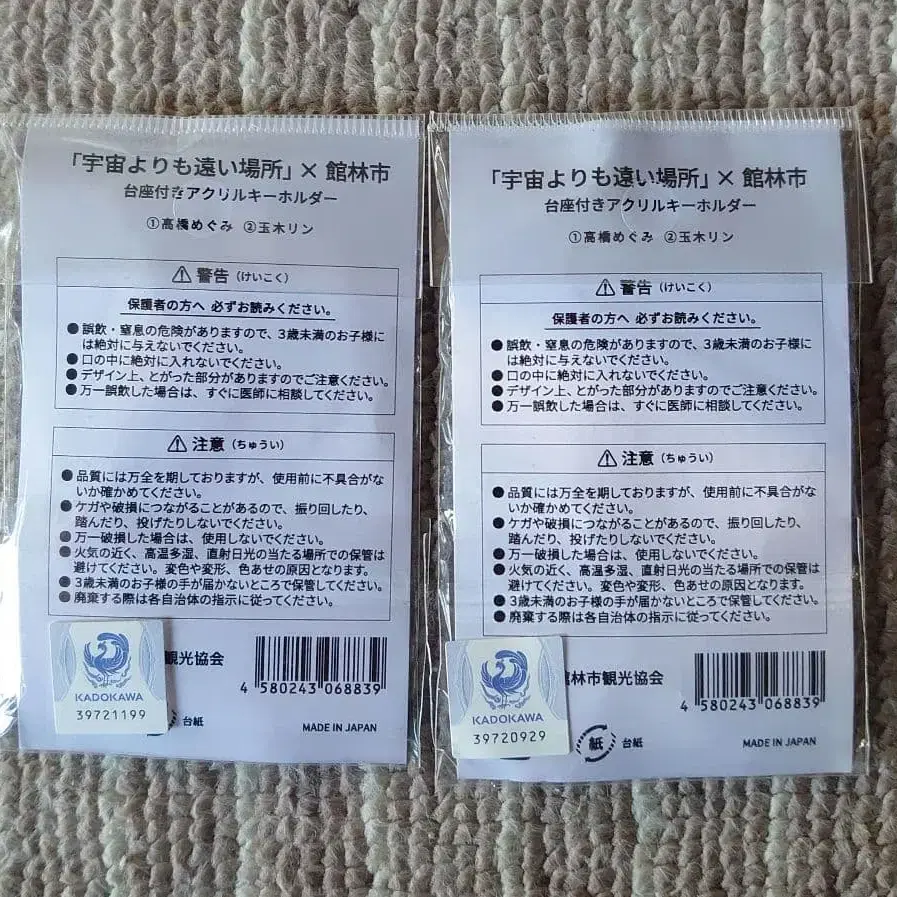 「宇宙よりも遠い場所」× 館林市
台座付きアクリルキーホルダー
①高橋めぐみ ②玉木リン
⚠ 警告（けいこく）
保護者の方へ 必ずお読みください。
●誤飲・窒息の危険がありますので、3歳未満のお子様に
は絶対に与えないでください。
●口の中に絶対に入れないでください。
●デザイン上、とがった部分がありますのでご注意ください。
●万一誤飲した場合は、すぐに医師に相談してください。
⚠ 注意（ちゅうい）
●品質には万全を期しておりますが、使用前に不具合がな
いか確かめてください。
●ケガや破損につながることがあるので、振り回したり、
踏んだり、投げたりしないでください。
●万一破損した場合は、使用しないでください。
●火気の近く、高温多湿、直射日光の当たる場所での保管は
避けてください。変色や変形、色あせの原因となります。
●3歳未満のお子様の手が届かないところで保管してください。
●廃棄する際は各自治体の指示に従ってください。
観光協会
KADOKAWA
39721199
4 580243 068839
台紙
MADE IN JAPAN
「宇宙よりも遠い場所」× 館林市
台座付きアクリルキーホルダー
①高橋めぐみ ②玉木リン
⚠ 警告（けいこく）
保護者の方へ 必ずお読みください。
●誤飲・窒息の危険がありますので、3歳未満のお子様に
は絶対に与えないでください。
●口の中に絶対に入れないでください。
●デザイン上、とがった部分がありますのでご注意ください。
●万一誤飲した場合は、すぐに医師に相談してください。
⚠ 注意（ちゅうい）
●品質には万全を期しておりますが、使用前に不具合がな
いか確かめてください。
●ケガや破損につながることがあるので、振り回したり、
踏んだり、投げたりしないでください。
●万一破損した場合は、使用しないでください。
●火気の近く、高温多湿、直射日光の当たる場所での保管は
避けてください。変色や変形、色あせの原因となります。
●3歳未満のお子様の手が届かないところで保管してください。
●廃棄する際は各自治体の指示に従ってください。
館林市観光協会
KADOKAWA
39720929
4 580243 068839
紙 台紙
MADE IN JAPAN